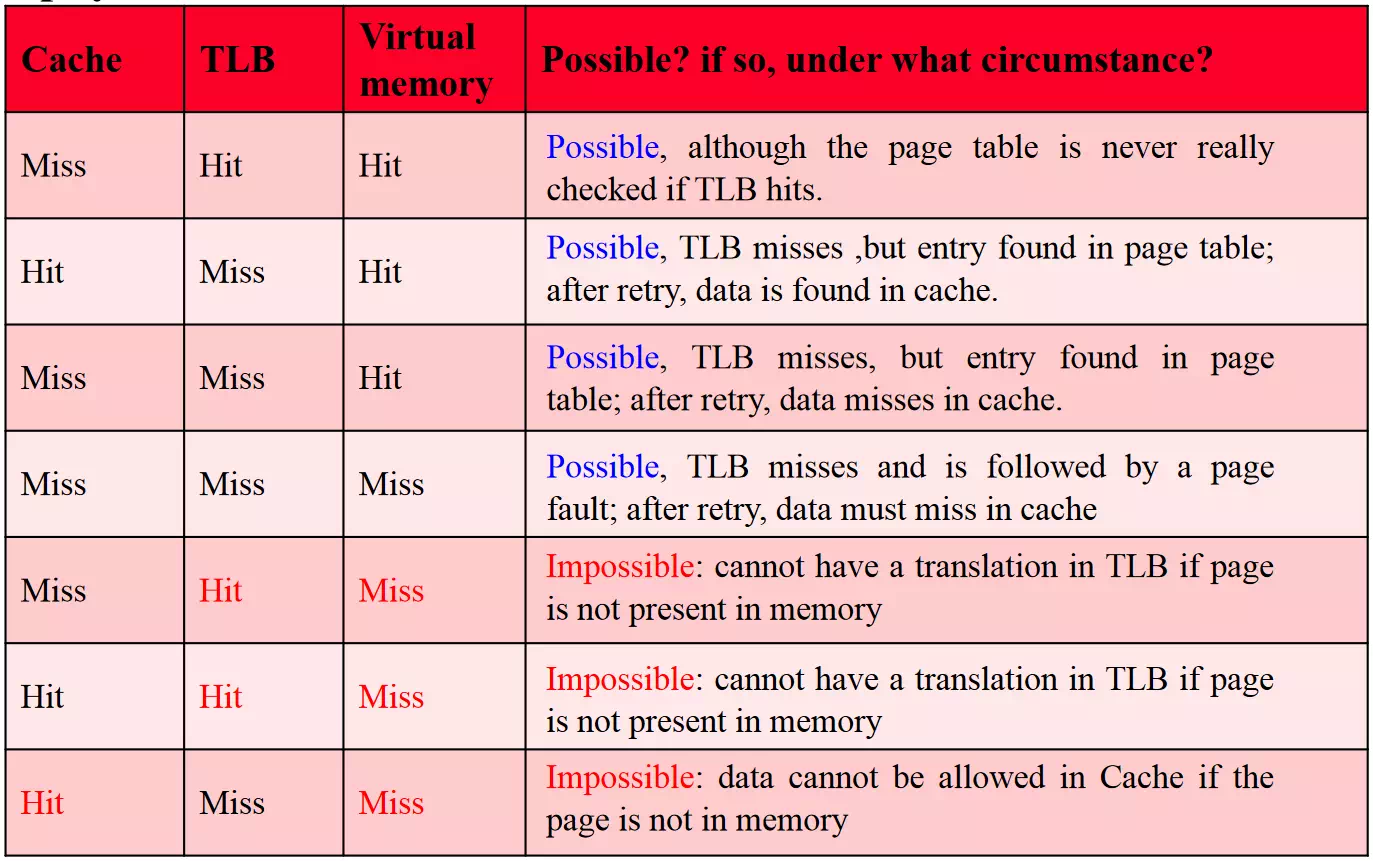 Cache TLB Virtual memory Possible? if so, under what circumstance?
Miss Hit Hit Possible, although the page table is never really
checked if TLB hits.
Hit Miss Hit Possible, TLB misses ,but entry found in page table;
after retry, data is found in cache.
Miss Miss Hit Possible, TLB misses, but entry found in page
table; after retry, data misses in cache.
Miss Miss Miss Possible, TLB misses and is followed by a page
fault; after retry, data must miss in cache
Miss Hit Miss Impossible: cannot have a translation in TLB if page
is not present in memory
Hit Hit Miss Impossible: cannot have a translation in TLB if page
is not present in memory
Hit Miss Miss Impossible: data cannot be allowed in Cache if the
page is not in memory